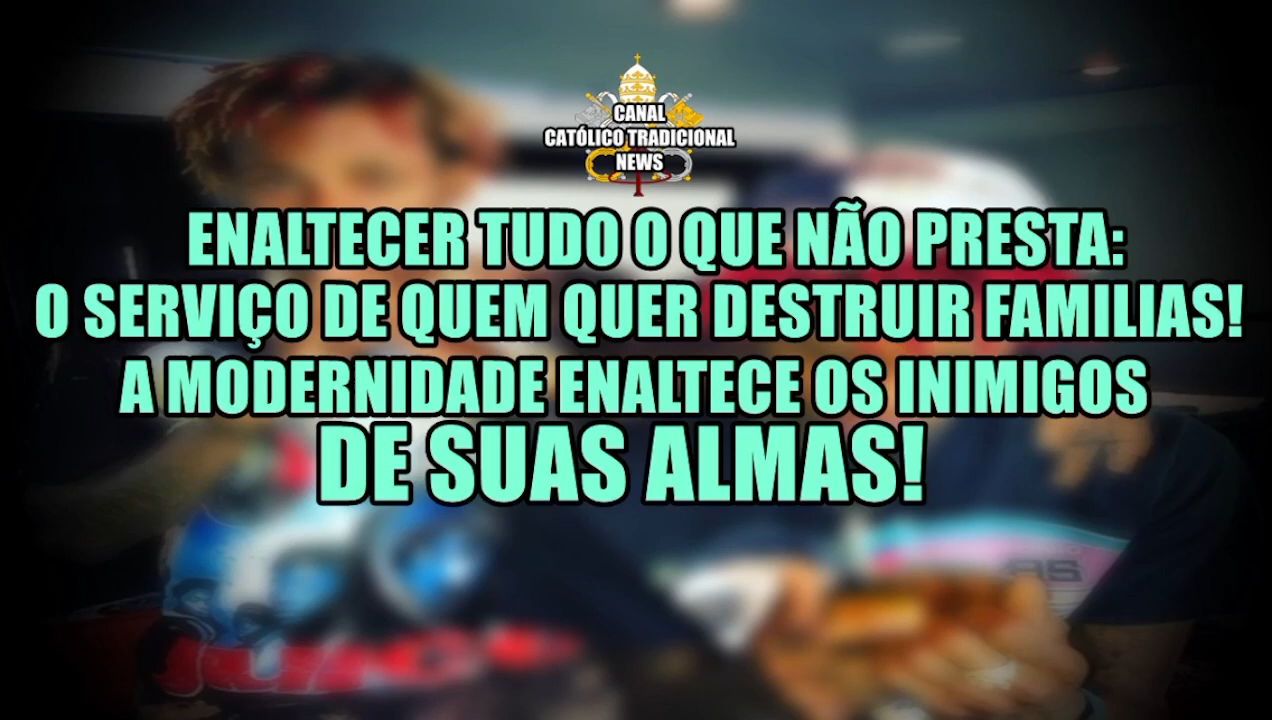 CANAL
CATÓLICO TRADICIONAL
NEWS
ENALTECER TUDO O QUE NÃO PRESTA:
O SERVIÇO DE QUEM QUER DESTRUIR FAMILIAS!
A MODERNIDADE ENALTECE OS INIMIGOS
DE SUAS ALMAS!